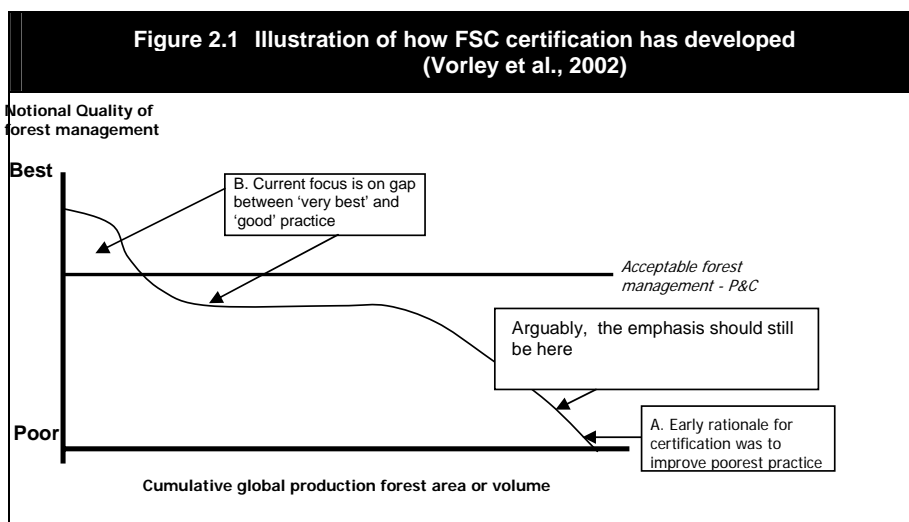 Figure 2.1 Illustration of how FSC certification has developed
(Vorley et al., 2002)
Notional Quality of
forest management
Best
B. Current focus is on gap
between ‘very best’ and
‘good’ practice
Acceptable forest
management - P&C
Arguably, the emphasis should still
be here
Poor
A. Early rationale for
certification was to
improve poorest practice
Cumulative global production forest area or volume